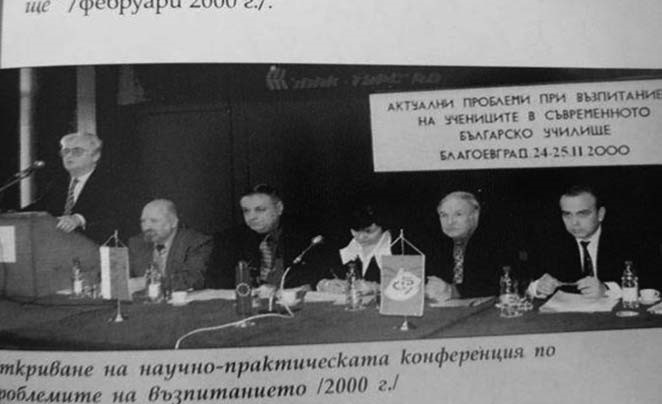 ще /февруари 2000 г./.
АКТУАЛНИ ПРОБЛЕМИ ПРИ ВЪЗПИТАНИЕ
НА УЧЕНИЦИТЕ В СЪВРЕМЕННОТО
БЪЛГАРСКО УЧИЛИЩЕ
БЛАГОЕВГРАД, 24-25.II 2000
ткриване на научно-практическата конференция по
роблемите на възпитанието /2000 г./